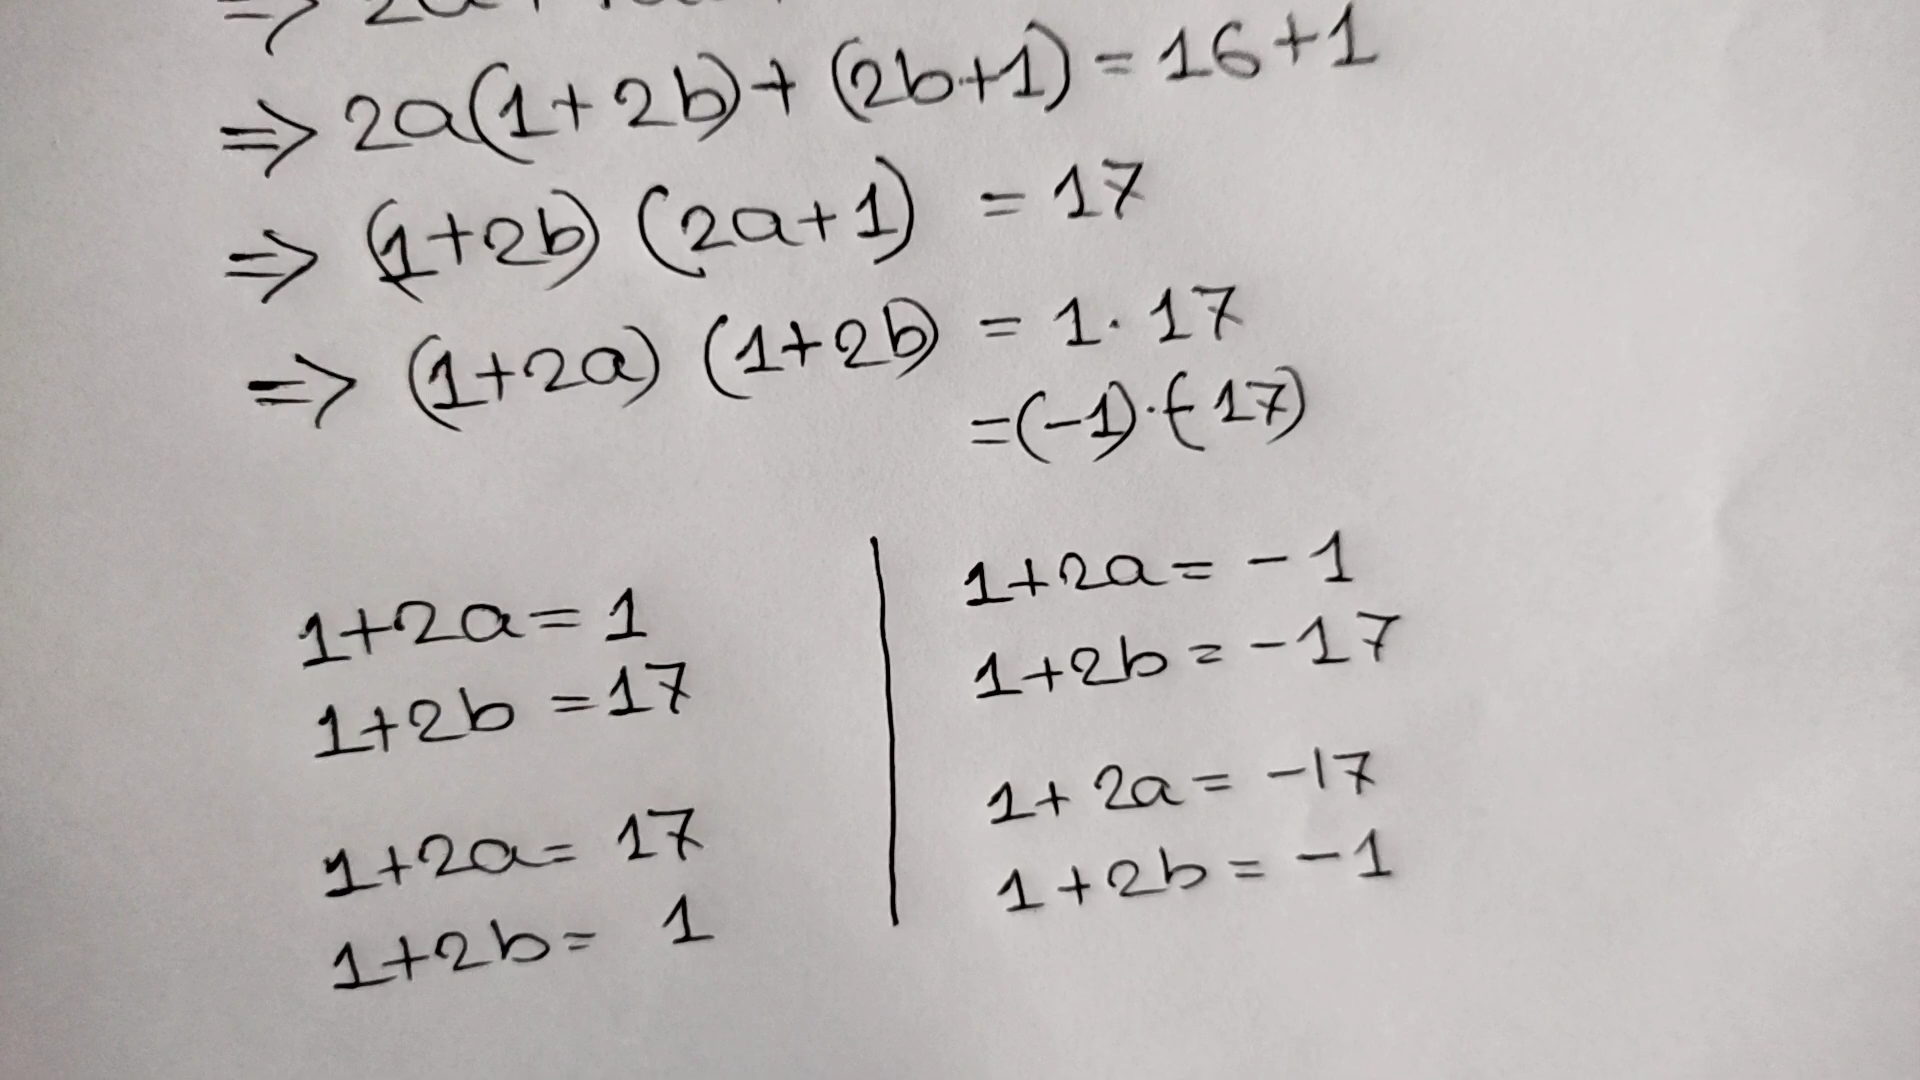 ⇒ 2a(1+2b)+(2b+1)=16+1
⇒ (1+2b)(2a+1) = 17
⇒ (1+2a)(1+2b) = 1·17
=(-1)·(-17)
1+2a=1
1+2b=17
1+2a=17
1+2b=1
1+2a=-1
1+2b=-17
1+2a=-17
1+2b=-1